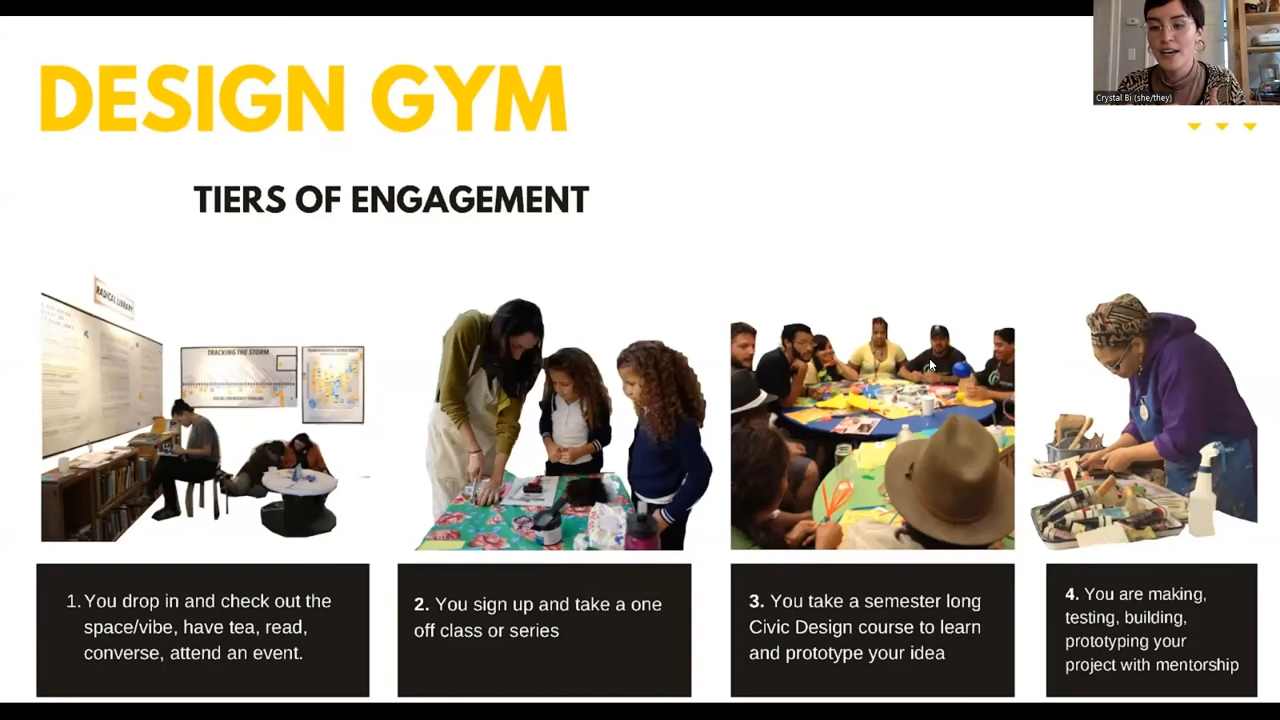 DESIGN GYM
Crystal Bi (she/they)
TIERS OF ENGAGEMENT
RADICAL LIBRARY
TRACKING THE STORM
SOCIAL EMERGENCY TIMELINE
1. You drop in and check out the
space/vibe, have tea, read,
converse, attend an event.
2. You sign up and take a one
off class or series
3. You take a semester long
Civic Design course to learn
and prototype your idea
4. You are making,
testing, building,
prototyping your
project with mentorship